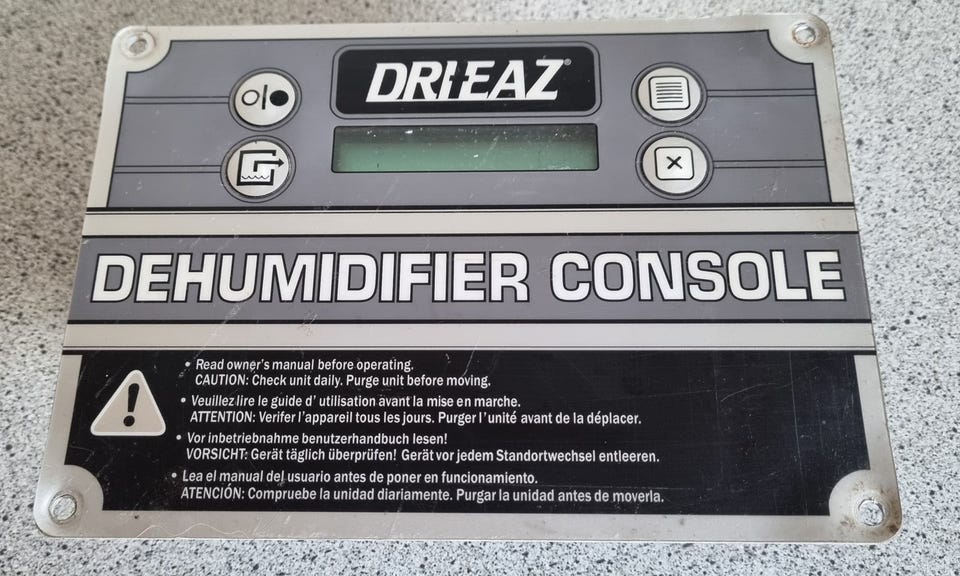 DRI-EAZ®
DEHUMIDIFIER CONSOLE
• Read owner's manual before operating.
CAUTION: Check unit daily. Purge unit before moving.
• Veuillez lire le guide d' utilisation avant la mise en marche.
ATTENTION: Verifer l'appareil tous les jours. Purger l'unité avant de la déplacer.
• Vor inbetriebnahme benutzerhandbuch lesen!
VORSICHT: Gerät täglich überprüfen! Gerät vor jedem Standortwechsel entleeren.
• Lea el manual del usuario antes de poner en funcionamiento.
ATENCIÓN: Compruebe la unidad diariamente. Purgar la unidad antes de moverla.